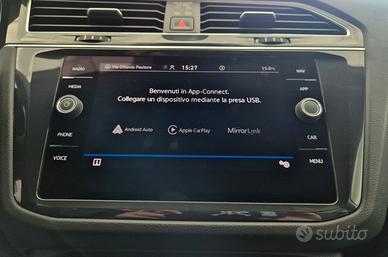 RADIO
Via Ottavio Pastore
15:27
15.0°C
NAV
MEDIA
Benvenuti in App-Connect.
Collegare un dispositivo mediante la presa USB.
APP
Android Auto
Apple CarPlay
MirrorLink
PHONE
CAR
VOICE
MENU
subito